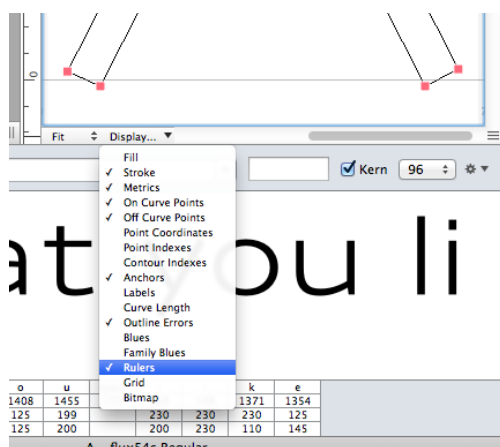 0
Fit Display...
Fill
Stroke
Metrics
On Curve Points
Off Curve Points
Point Coordinates
Point Indexes
Contour Indexes
Anchors
Labels
Curve Length
Outline Errors
Blues
Family Blues
Rulers
Grid
Bitmap
Kern 96
at you li
o u k e
1408 1455 1371 1354
125 199 230 230 230 125
125 200 200 230 110 145
flux54c Regular